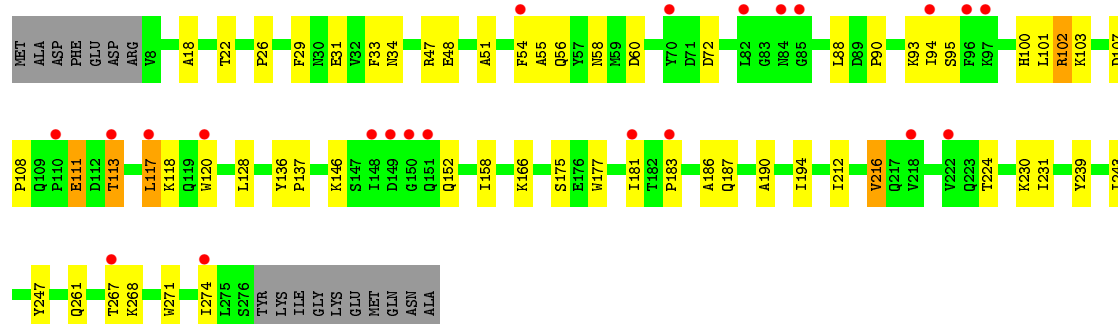 MET ALA ASP PHE GLU ASP ARG V8 A18 T22 P26 F29 N30 E31 V32 F33 N34 R47 E48 A51 F54 A55 Q56 Y57 N58 M59 D60 Y70 D71 D72 L82 G83 N84 G85 L88 D89 P90 K93 I94 S95 F96 K97 H100 L101 R102 K103 D107
P108 Q109 P110 E111 D112 T113 L117 K118 Q119 W120 L128 Y136 P137 K146 S147 I148 D149 G150 Q151 Q152 I158 K166 S175 E176 W177 I181 T182 P183 A186 Q187 A190 I194 I212 V216 Q217 V218 V222 Q223 T224 K230 I231 Y239
Y247 Q261 T267 K268 W271 I274 L275 S276 TYR LYS ILE GLY LYS GLU MET GLN ASN ALA